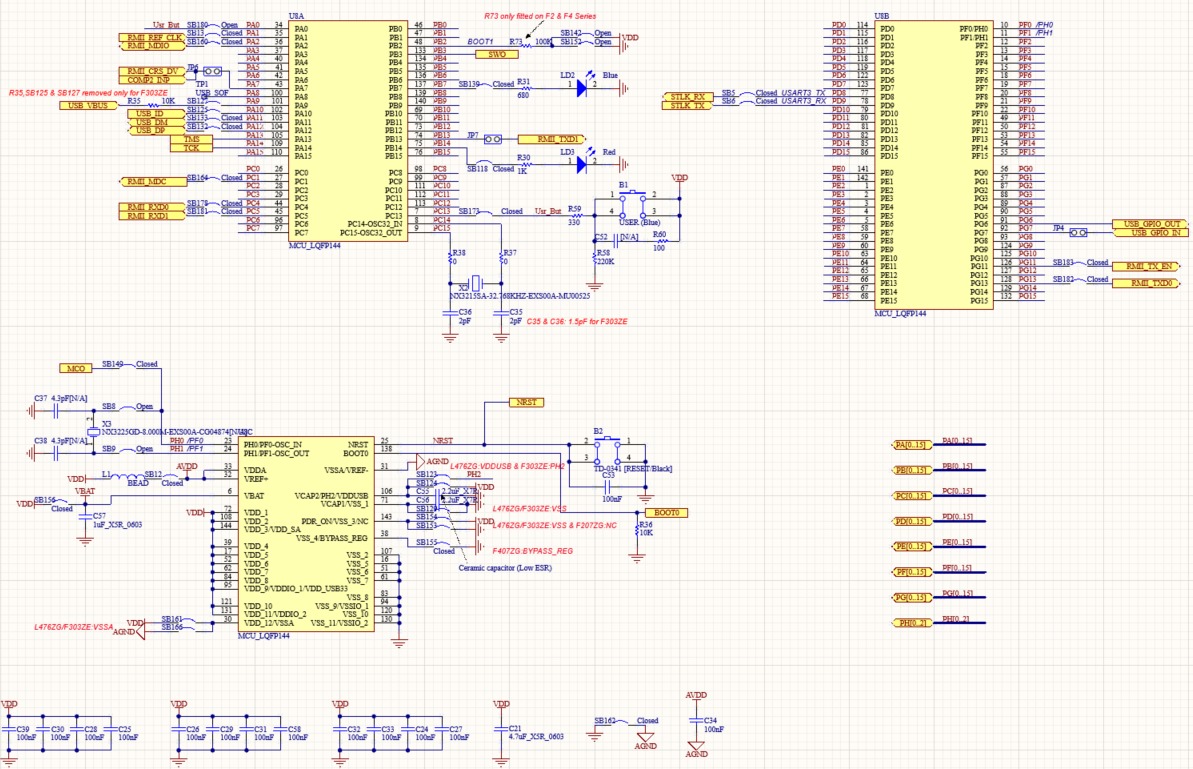 U8A
Usr_But SB180 Open PA0 34 PA0
RMII_REF_CLK SB13 Closed PA1 35 PA1
RMII_MDIO SB160 Closed PA2 36 PA2
PA3 37 PA3
PA4 40 PA4
PA5 41 PA5
RMII_CRS_DV JP6 PA6 42 PA6
COMP2_INP TP1 PA7 43 PA7
R35,SB125 & SB127 removed only for F303ZE
USB_SOF PA8 100 PA8
USB_VBUS R35 10K SB127 Closed PA9 101 PA9
USB_ID SB125 Closed PA10 102 PA10
USB_DM SB133 Closed PA11 103 PA11
USB_DP SB132 Closed PA12 104 PA12
TMS PA13 105 PA13
TCK PA14 109 PA14
PA15 110 PA15
PC0 26 PC0
RMII_MDC SB164 Closed PC1 27 PC1
PC2 28 PC2
PC3 29 PC3
RMII_RXD0 SB178 Closed PC4 44 PC4
RMII_RXD1 SB181 Closed PC5 45 PC5
PC6 96 PC6
PC7 97 PC7
MCU_LQFP144
R73 only fitted on F2 & F4 Series
PB0 46 PB0
PB1 47 PB1
PB2 48 PB2 BOOT1 R73 100K SB142 Open VDD
SB152 Open
PB3 133 PB3 SWO
PB4 134 PB4
PB5 135 PB5
PB6 136 PB6
PB7 137 PB7 SB139 Closed R31 680 1 LD2 2 Blue
PB8 139 PB8
PB9 140 PB9
PB10 69 PB10
PB11 70 PB11
PB12 73 PB12
PB13 74 PB13 JP7 RMII_TXD1
PB14 75 PB14
PB15 76 PB15 SB118 Closed R30 1K 1 LD3 2 Red
PC8 98 PC8
PC9 99 PC9
PC10 111 PC10
PC11 112 PC11
PC12 113 PC12
PC13 7 PC13 SB173 Closed Usr_But R59 330
PC14-OSC32_IN 8 PC14
PC15-OSC32_OUT 9 PC15
B1 VDD
1 2
4 3
USER (Blue)
C52 [N/A] R60 100
R58 220K
R38 0 R37 0
X2
NX3215SA-32.768KHZ-EXS00A-MU00525
C36 2pF C35 2pF C35 & C36: 1.5pF for F303ZE
U8B
PD0 114 PD0
PD1 115 PD1
PD2 116 PD2
PD3 117 PD3
PD4 118 PD4
PD5 119 PD5
PD6 122 PD6
PD7 123 PD7
STLK_RX SB5 Closed USART3_TX PD8 77 PD8
STLK_TX SB6 Closed USART3_RX PD9 78 PD9
PD10 79 PD10
PD11 80 PD11
PD12 81 PD12
PD13 82 PD13
PD14 85 PD14
PD15 86 PD15
PE0 141 PE0
PE1 142 PE1
PE2 1 PE2
PE3 2 PE3
PE4 3 PE4
PE5 4 PE5
PE6 5 PE6
PE7 58 PE7
PE8 59 PE8
PE9 60 PE9
PE10 63 PE10
PE11 64 PE11
PE12 65 PE12
PE13 66 PE13
PE14 67 PE14
PE15 68 PE15
MCU_LQFP144
PF0/PH0 10 PF0 /PH0
PF1/PH1 11 PF1 /PH1
PF2 12 PF2
PF3 13 PF3
PF4 14 PF4
PF5 15 PF5
PF6 18 PF6
PF7 19 PF7
PF8 20 PF8
PF9 21 PF9
PF10 22 PF10
PF11 49 PF11
PF12 50 PF12
PF13 53 PF13
PF14 54 PF14
PF15 55 PF15
PG0 56 PG0
PG1 57 PG1
PG2 87 PG2
PG3 88 PG3
PG4 89 PG4
PG5 90 PG5
PG6 91 PG6 USB_GPIO_OUT
PG7 92 PG7 JP4 USB_GPIO_IN
PG8 93 PG8
PG9 124 PG9
PG10 125 PG10
PG11 126 PG11 SB183 Closed RMII_TX_EN
PG12 127 PG12
PG13 128 PG13 SB182 Closed RMII_TXD0
PG14 129 PG14
PG15 132 PG15
MCO SB149 Closed
C37 4.3pF[N/A] SB8 Open
X3
NX3225GD-8.000M-EXS00A-CG04874[N/A]
C38 4.3pF[N/A] SB9 Open
PH0 /PF0 23 PH0/PF0-OSC_IN
PH1 /PF1 24 PH1/PF1-OSC_OUT
VDD L1 BEAD SB12 Closed AVDD 33 VDDA
32 VREF+
VDD SB156 Closed VBAT 6 VBAT
C57 1uF_X5R_0603
VDD 72 VDD_1
108 VDD_2
144 VDD_3/VDD_SA
39 VDD_4
17 VDD_5
52 VDD_6
62 VDD_7
84 VDD_8
95 VDD_9/VDDIO_1/VDD_USB33
121 VDD_10
131 VDD_11/VDDIO_2
30 VDD_12/VSSA
L476ZG/F303ZE:VSSA VDD SB161
AGND SB166
MCU_LQFP144
NRST
NRST 25 NRST
BOOT0 138
VSSA/VREF- 31 AGND
L476ZG:VDDUSB & F303ZE:PH2
SB123 PH2
SB124 VDD
VCAP2/PH2/VDDUSB 106 C55 2.2uF_X7R
VCAP1/VSS_1 71 C56 2.2uF_X7R
L476ZG/F303ZE:VSS
PDR_ON/VSS_3/NC 143 SB154 VDD
SB153 L476ZG/F303ZE:VSS & F207ZG:NC
VSS_4/BYPASS_REG 38 SB155 Closed
F407ZG:BYPASS_REG
Ceramic capacitor (Low ESR)
VSS_2 107
VSS_5 16
VSS_6 51
VSS_7 61
VSS_8 83
VSS_9/VSSIO_1 94
VSS_10 120
VSS_11/VSSIO_2 130
B2
2 1
3 4
TD-0341 [RESET/Black]
C53 100nF
BOOT0
R36 10K
PA[0..15] PA[0..15]
PB[0..15] PB[0..15]
PC[0..15] PC[0..15]
PD[0..15] PD[0..15]
PE[0..15] PE[0..15]
PF[0..15] PF[0..15]
PG[0..15] PG[0..15]
PH[0..2] PH[0..2]
VDD VDD VDD VDD AVDD
C39 100nF C30 100nF C28 100nF C25 100nF
C26 100nF C29 100nF C31 100nF C58 100nF
C32 100nF C33 100nF C24 100nF C27 100nF
C21 4.7uF_X5R_0603
SB162 Closed AGND
C34 100nF
AGND